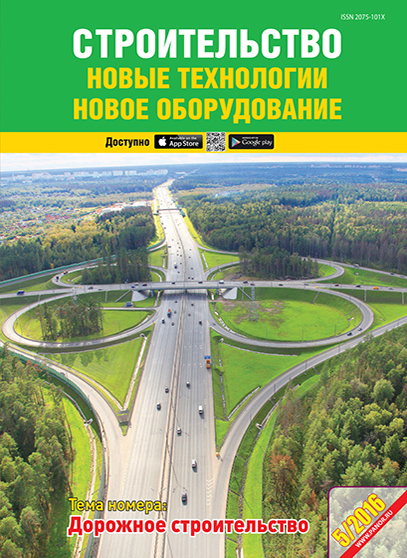 ISSN 2075-101X
СТРОИТЕЛЬСТВО
НОВЫЕ ТЕХНОЛОГИИ
НОВОЕ ОБОРУДОВАНИЕ
Доступно
Available on the
App Store
Google play
Тема номера:
Дорожное строительство
5/2016
WWW.PANOR.RU